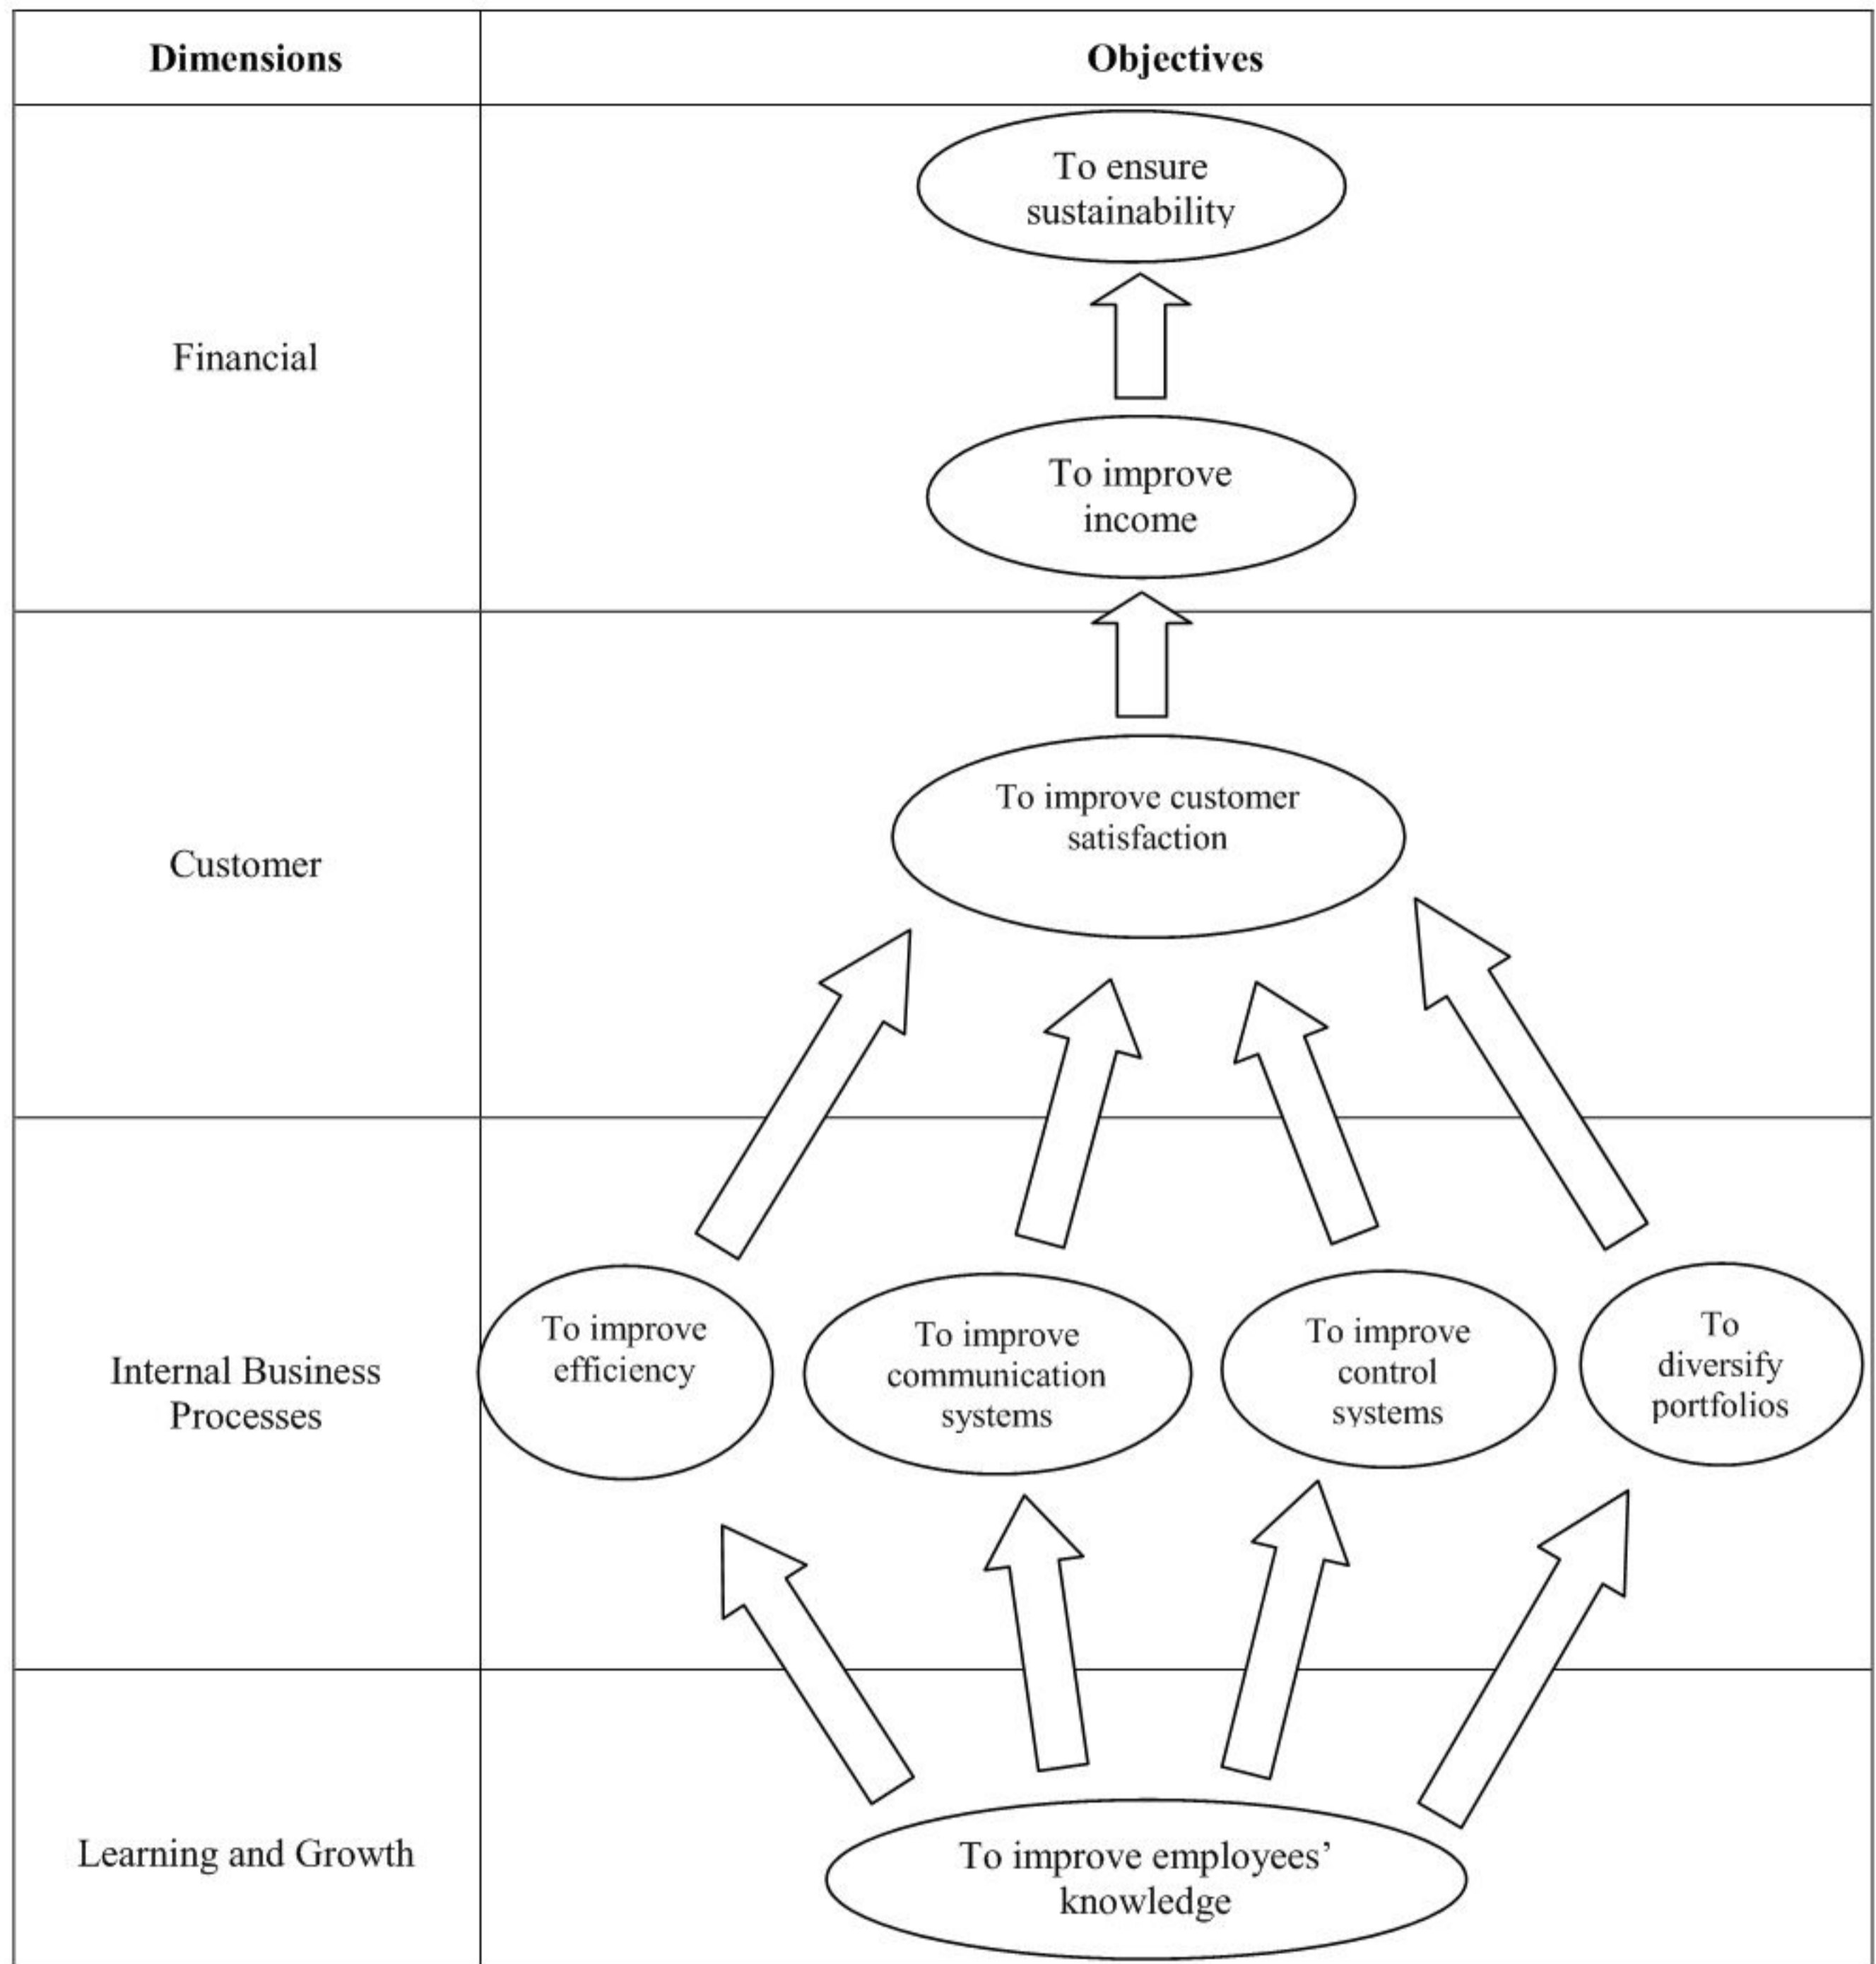 Dimensions
Objectives
Financial
To ensure
sustainability
To improve
income
Customer
To improve customer
satisfaction
Internal Business
Processes
To improve
efficiency
To improve
communication
systems
To improve
control
systems
To
diversify
portfolios
Learning and Growth
To improve employees’
knowledge